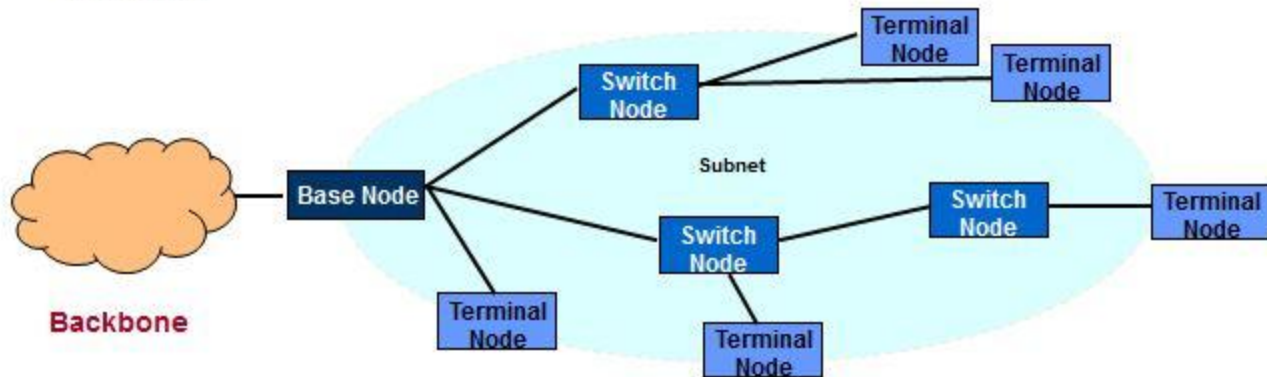 Terminal
Node
Terminal
Node
Switch
Node
Subnet
Base Node
Switch
Node
Terminal
Node
Switch
Node
Terminal
Node
Backbone
Terminal
Node